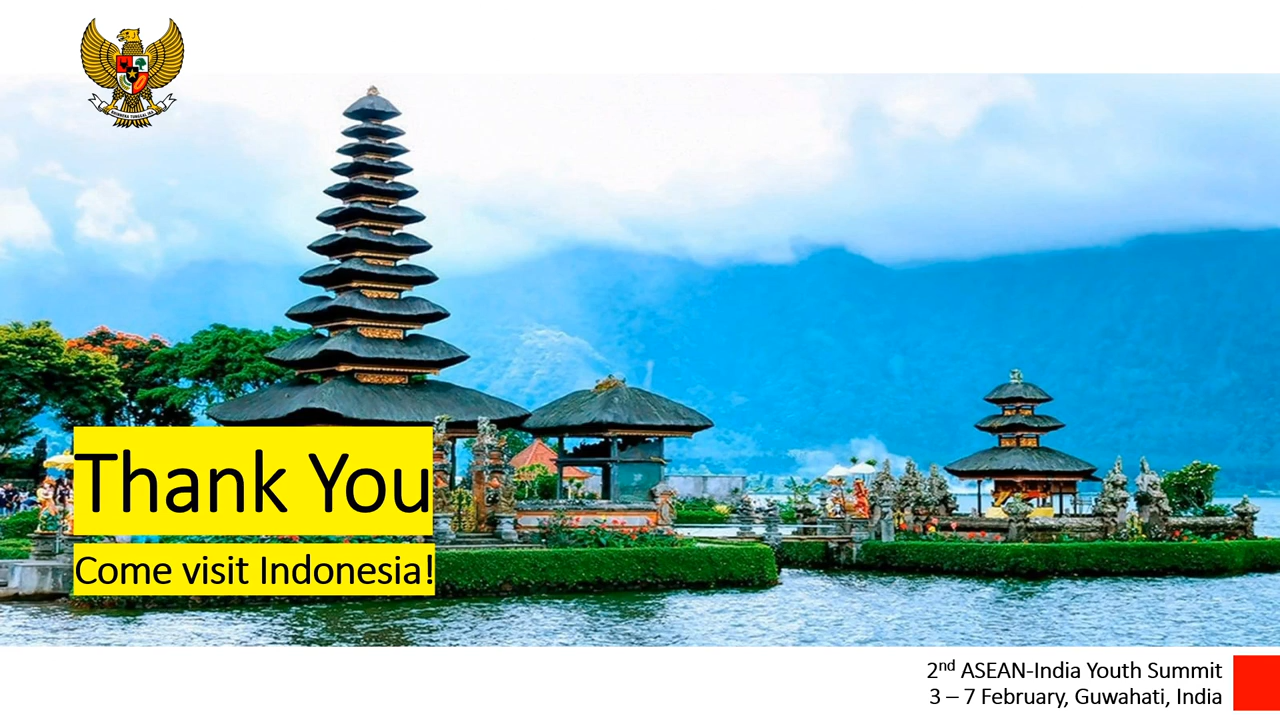 Thank You
Come visit Indonesia!
2nd ASEAN-India Youth Summit
3 – 7 February, Guwahati, India